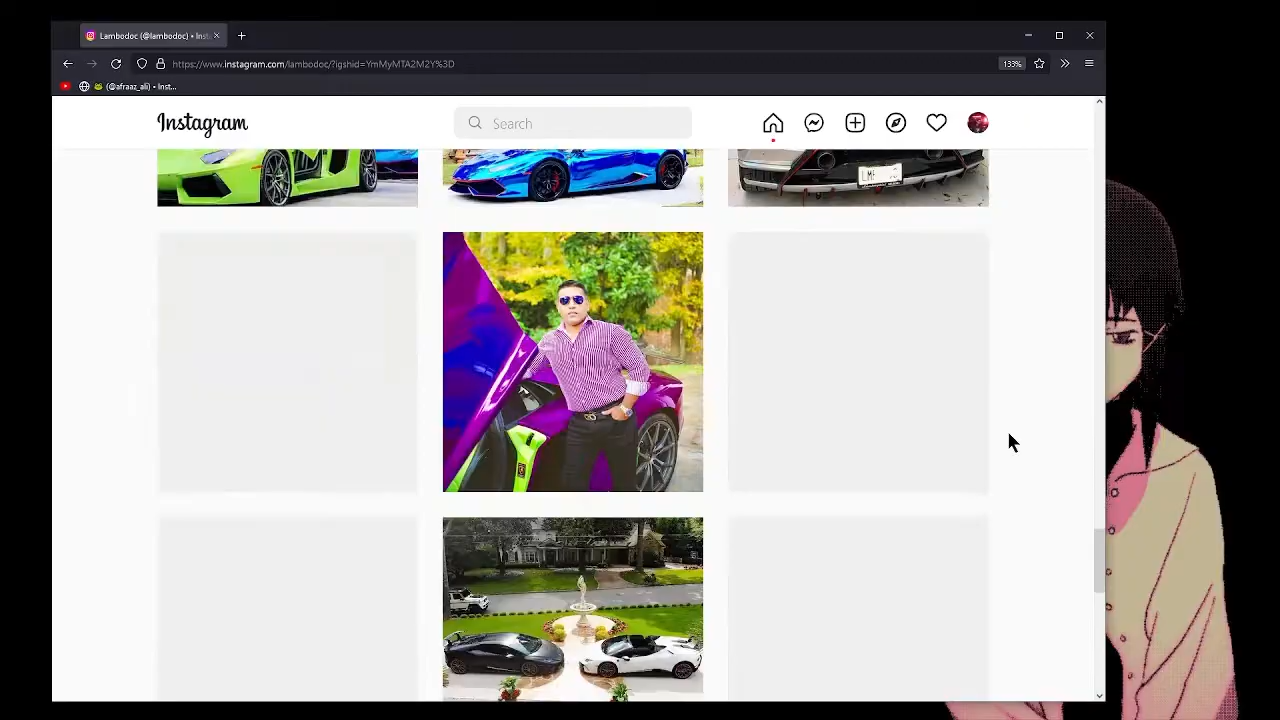 Lambodoc (@lambodoc) • Inst
https://www.instagram.com/lambodoc/?igshid=YmMyMTA2M2Y%3D
133%
(@afraaz_ali) • Inst...
Instagram
Search